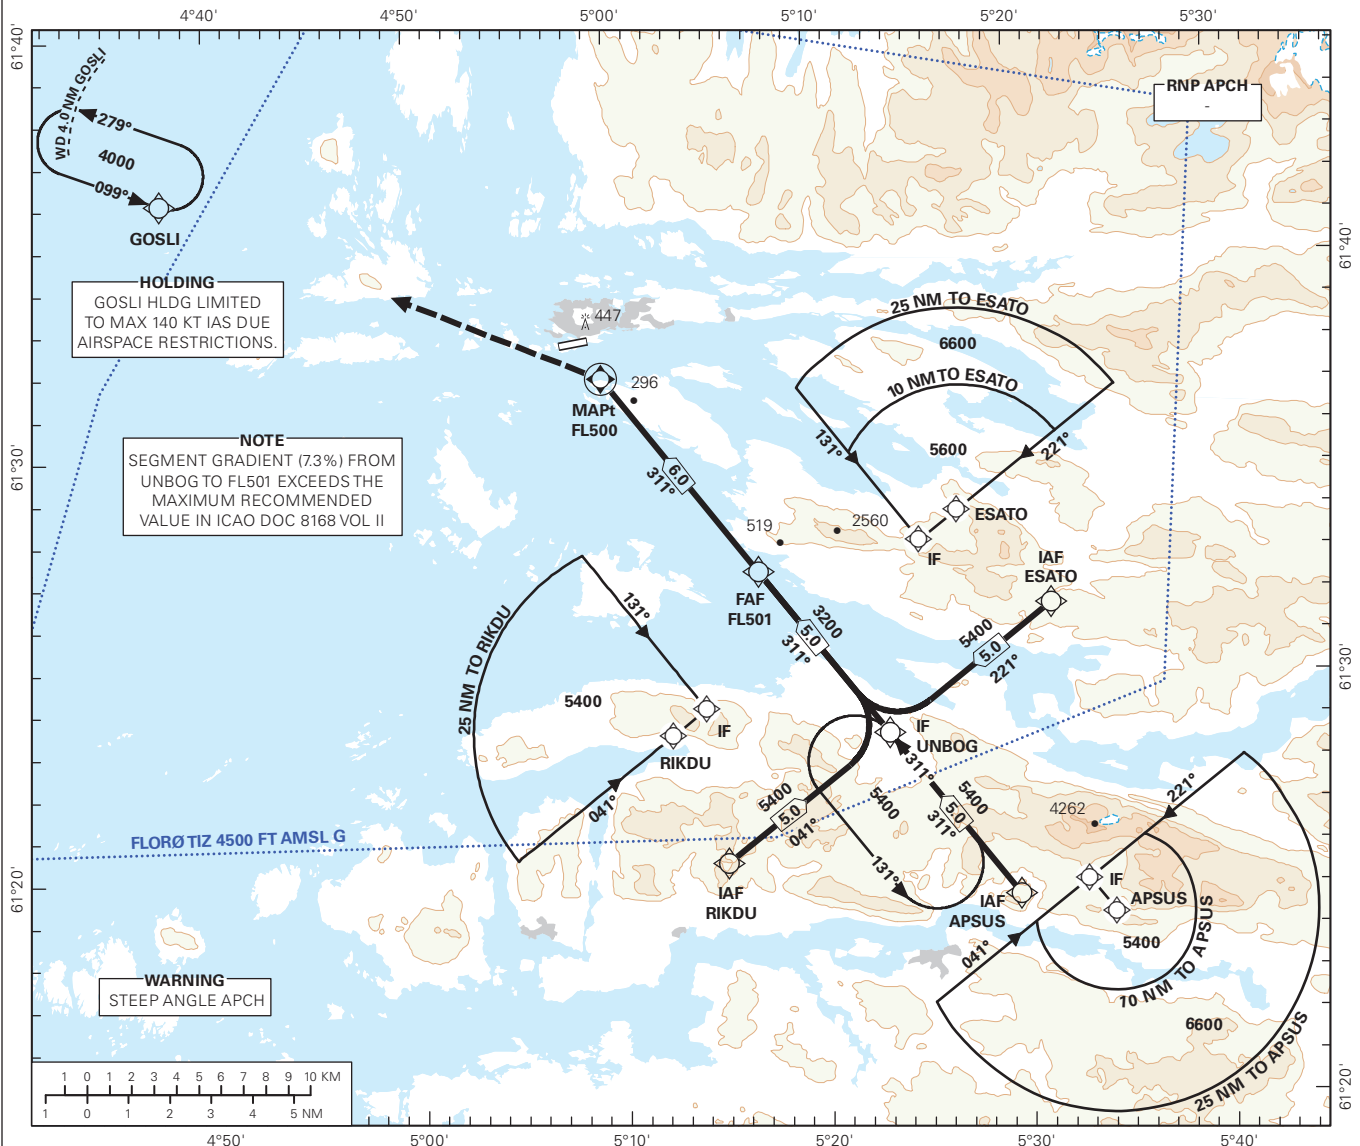 4°40' 4°50' 5°00' 5°10' 5°20' 5°30'
61°40'
WD 4.0 NM GOSLI
279°
4000
099°
GOSLI
RNP APCH
-
61°40'
HOLDING
GOSLI HLDG LIMITED
TO MAX 140 KT IAS DUE
AIRSPACE RESTRICTIONS.
447
25 NM TO ESATO
6600
10 NM TO ESATO
5600
131°
221°
296
MAPt
FL500
NOTE
SEGMENT GRADIENT (7.3%) FROM
UNBOG TO FL501 EXCEEDS THE
MAXIMUM RECOMMENDED
VALUE IN ICAO DOC 8168 VOL II
61°30'
6.0
311°
519
2560
ESATO
IF
IAF
ESATO
FAF
FL501
3200
5.0
311°
5400
5.0
221°
61°30'
25 NM TO RIKDU
131°
5400
IF
RIKDU
041°
IF
UNBOG
311°
5400
5.0
041°
5400
131°
5400
5.0
311°
4262
221°
FLORØ TIZ 4500 FT AMSL G
61°20'
IAF
RIKDU
IAF
APSUS
IF
APSUS
5400
041°
10 NM TO APSUS
6600
25 NM TO APSUS
WARNING
STEEP ANGLE APCH
61°20'
1 0 1 2 3 4 5 6 7 8 9 10 KM
1 0 1 2 3 4 5 NM
4°50' 5°00' 5°10' 5°20' 5°30' 5°40'